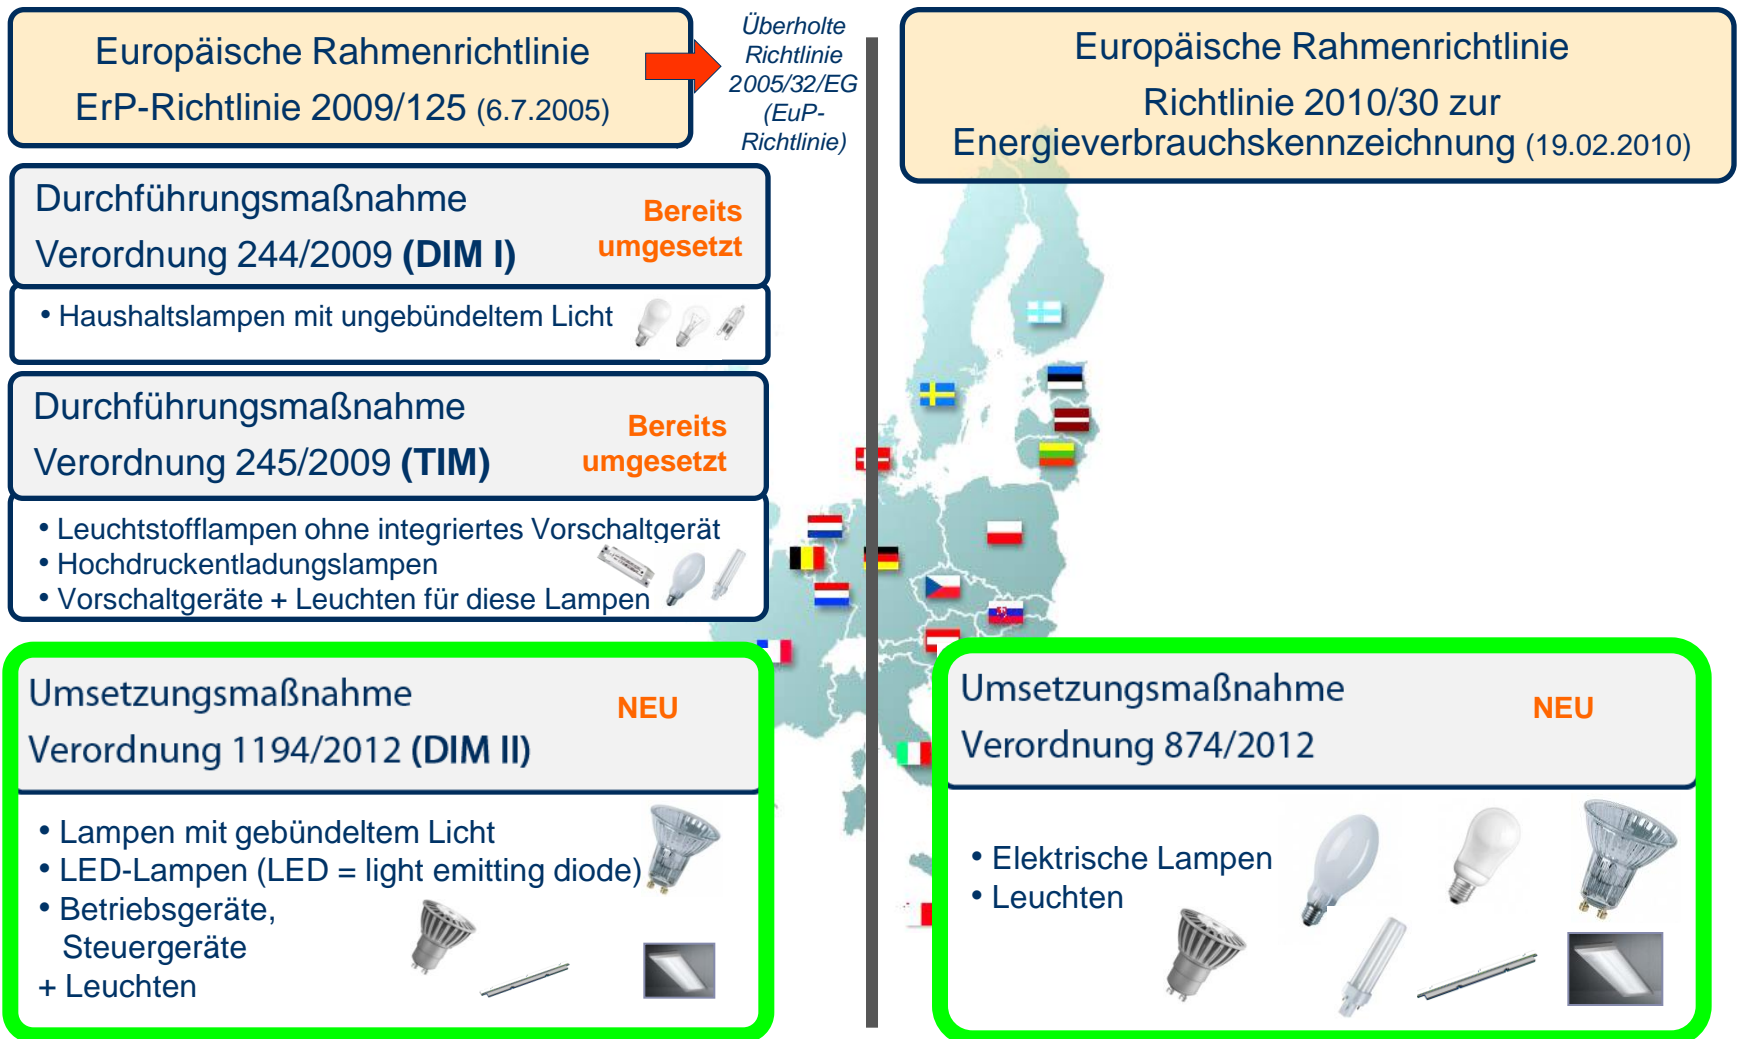 Europäische Rahmenrichtlinie
ErP-Richtlinie 2009/125 (6.7.2005)
Überholte
Richtlinie
2005/32/EG
(EuP-
Richtlinie)
Durchführungsmaßnahme
Verordnung 244/2009 (DIM I)
Bereits
umgesetzt
• Haushaltslampen mit ungebündeltem Licht
Durchführungsmaßnahme
Verordnung 245/2009 (TIM)
Bereits
umgesetzt
• Leuchtstofflampen ohne integriertes Vorschaltgerät
• Hochdruckentladungslampen
• Vorschaltgeräte + Leuchten für diese Lampen
Umsetzungsmaßnahme
Verordnung 1194/2012 (DIM II)
NEU
• Lampen mit gebündeltem Licht
• LED-Lampen (LED = light emitting diode)
• Betriebsgeräte,
Steuergeräte
+ Leuchten
Europäische Rahmenrichtlinie
Richtlinie 2010/30 zur
Energieverbrauchskennzeichnung (19.02.2010)
Umsetzungsmaßnahme
Verordnung 874/2012
NEU
• Elektrische Lampen
• Leuchten